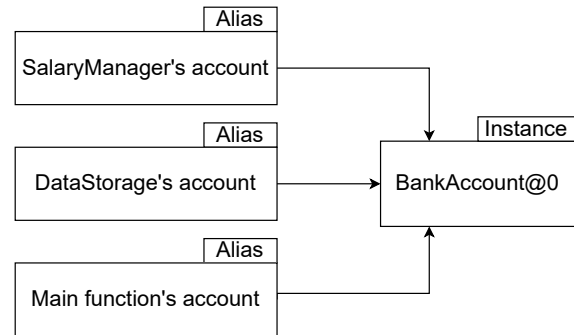 Alias
SalaryManager's account
Alias
DataStorage's account
Alias
Main function's account
Instance
BankAccount@0